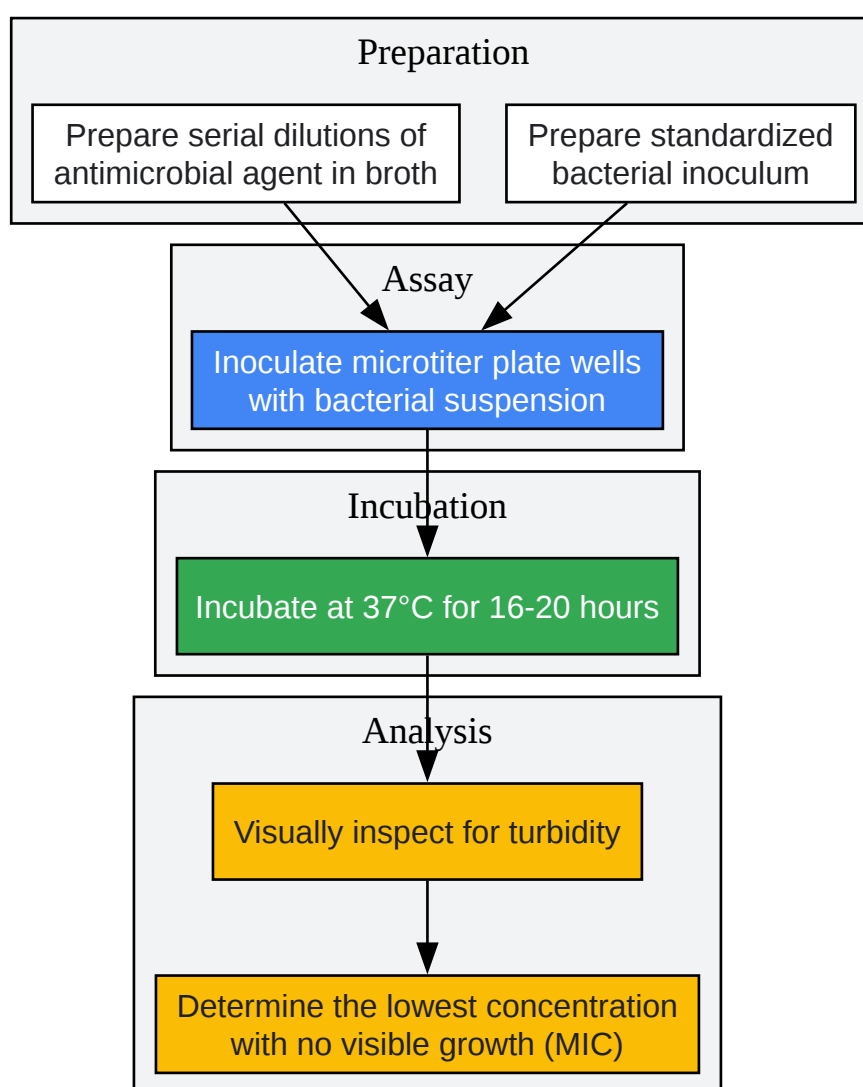 Preparation
Prepare serial dilutions of
antimicrobial agent in broth
Prepare standardized
bacterial inoculum
Assay
Inoculate microtiter plate wells
with bacterial suspension
Incubation
Incubate at 37°C for 16-20 hours
Analysis
Visually inspect for turbidity
Determine the lowest concentration
with no visible growth (MIC)